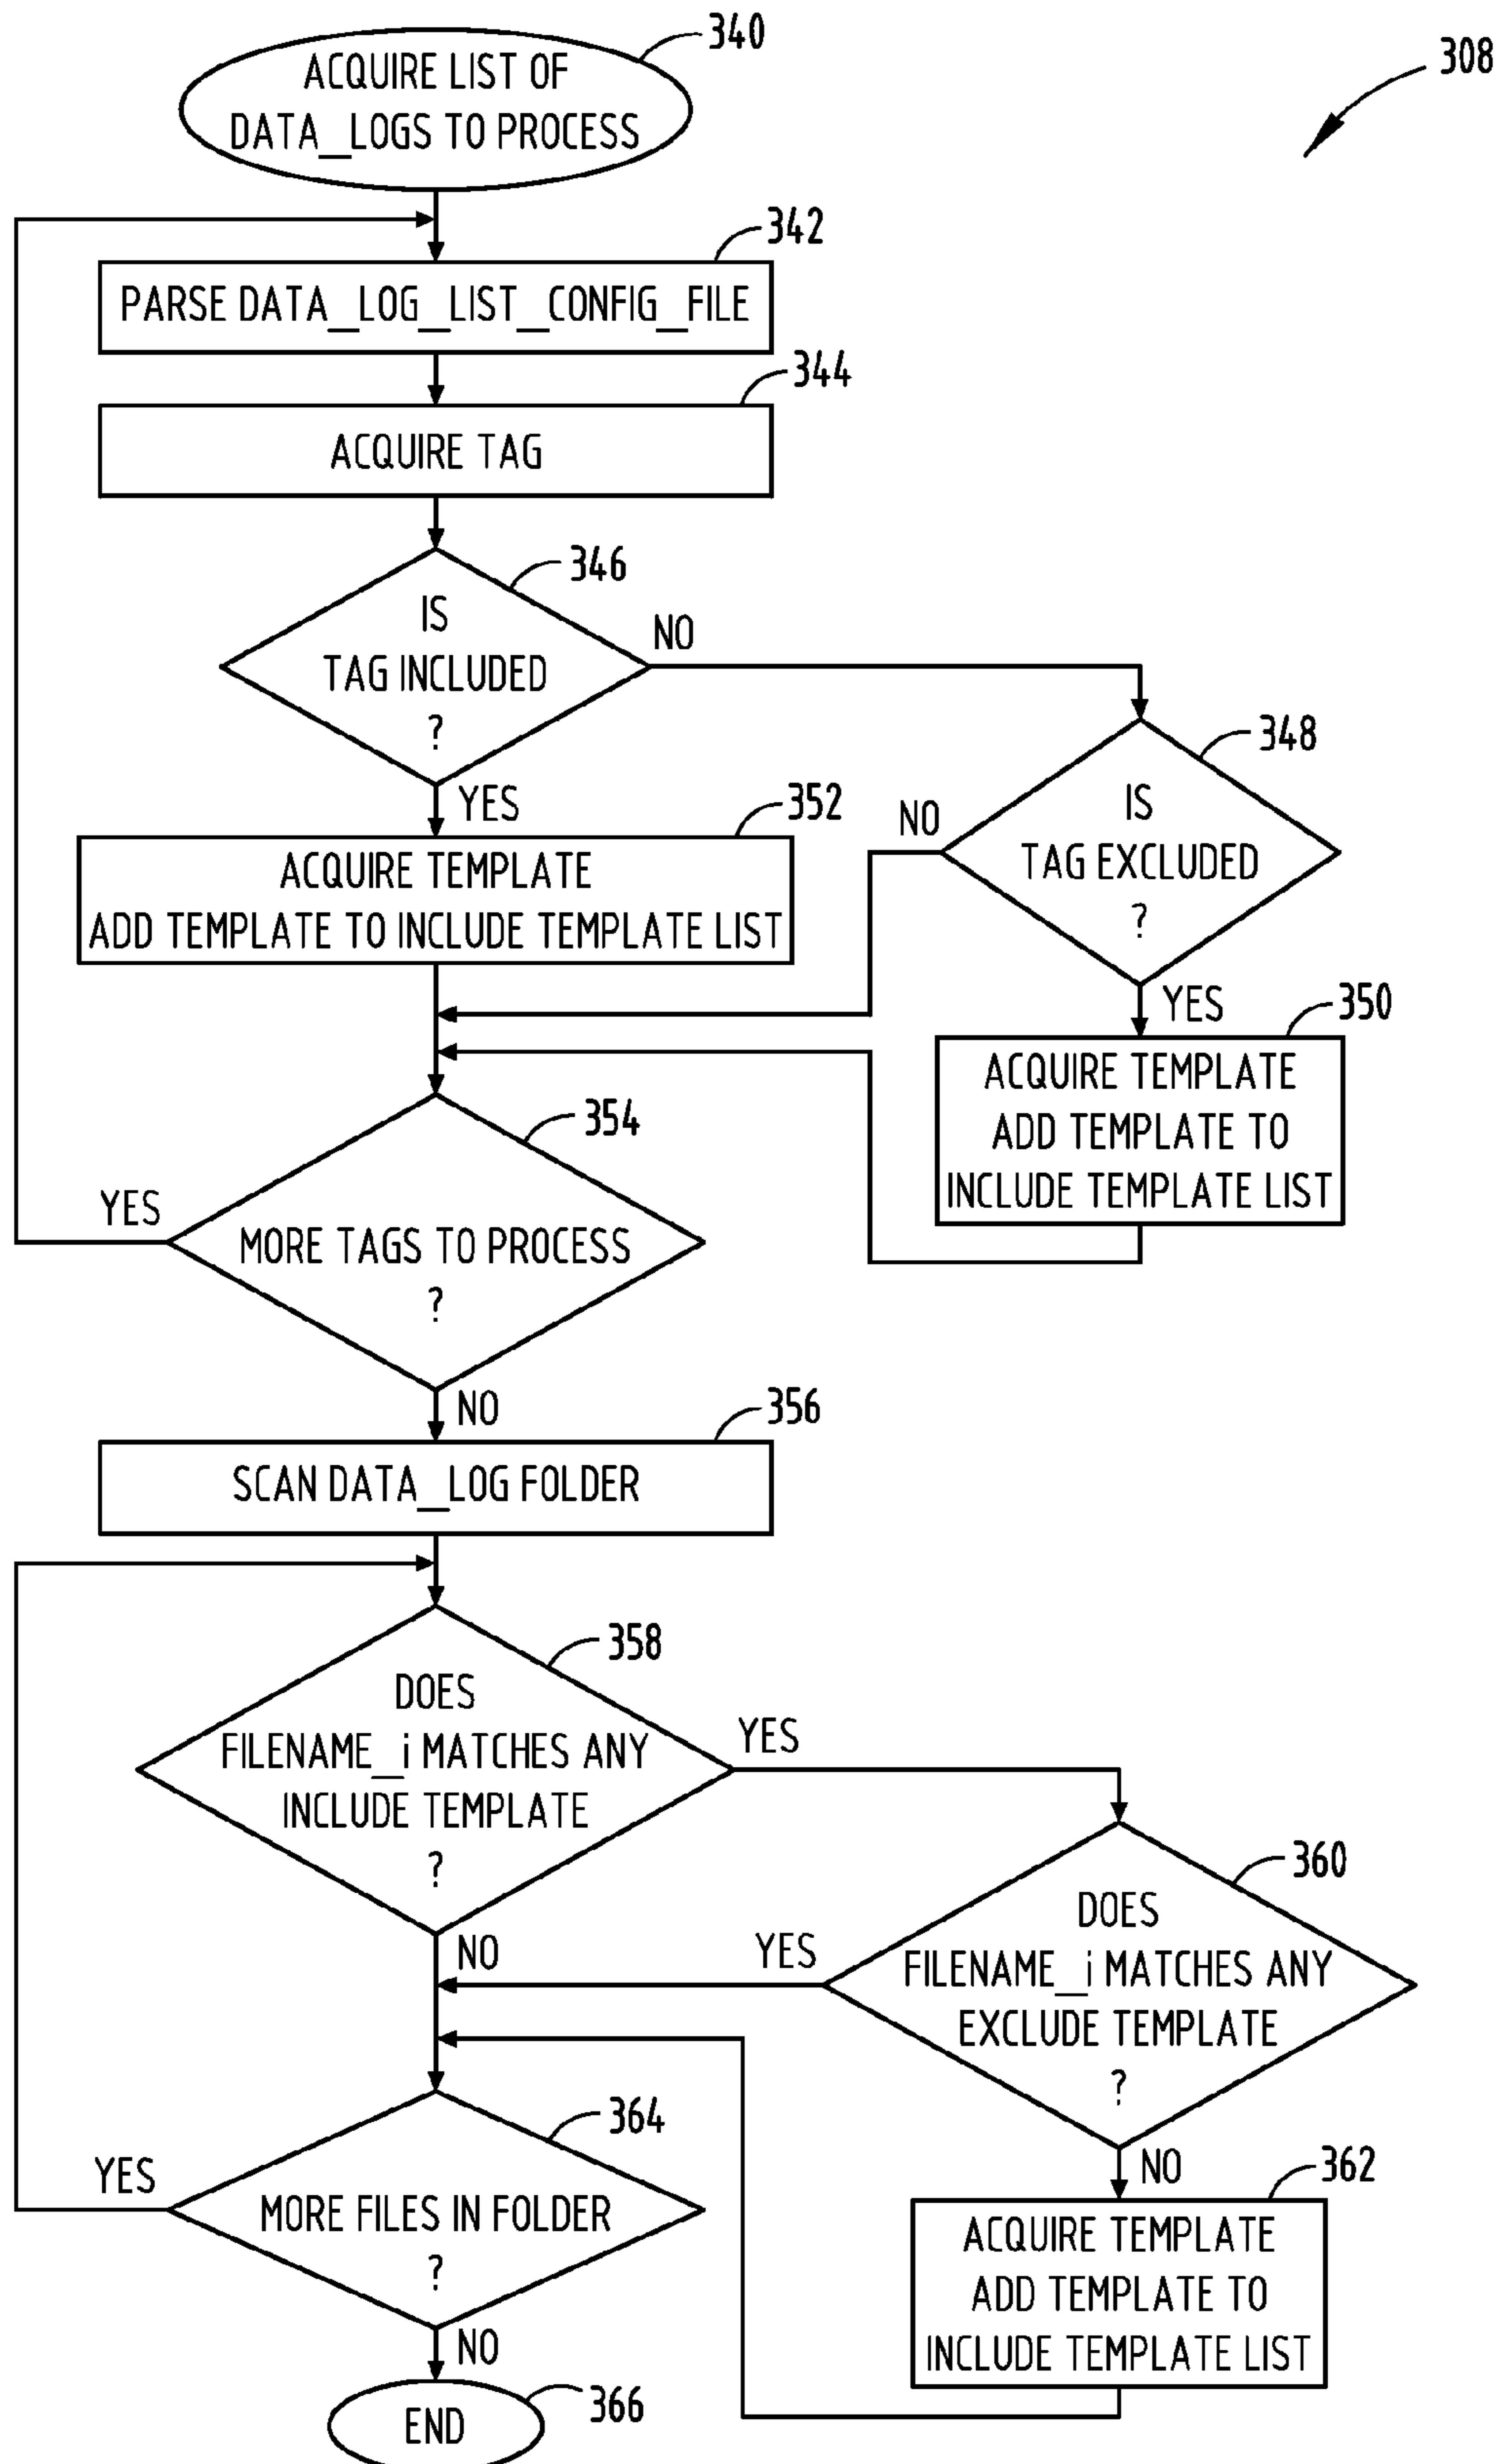 340
ACQUIRE LIST OF
DATA_LOGS TO PROCESS
308
342
PARSE DATA_LOG_LIST_CONFIG_FILE
344
ACQUIRE TAG
346
IS
TAG INCLUDED
?
NO
YES
348
IS
TAG EXCLUDED
?
NO
YES
352
ACQUIRE TEMPLATE
ADD TEMPLATE TO INCLUDE TEMPLATE LIST
350
ACQUIRE TEMPLATE
ADD TEMPLATE TO
INCLUDE TEMPLATE LIST
354
MORE TAGS TO PROCESS
?
YES
NO
356
SCAN DATA_LOG FOLDER
358
DOES
FILENAME_i MATCHES ANY
INCLUDE TEMPLATE
?
YES
NO
360
DOES
FILENAME_i MATCHES ANY
EXCLUDE TEMPLATE
?
YES
NO
362
ACQUIRE TEMPLATE
ADD TEMPLATE TO
INCLUDE TEMPLATE LIST
364
MORE FILES IN FOLDER
?
YES
NO
END
366